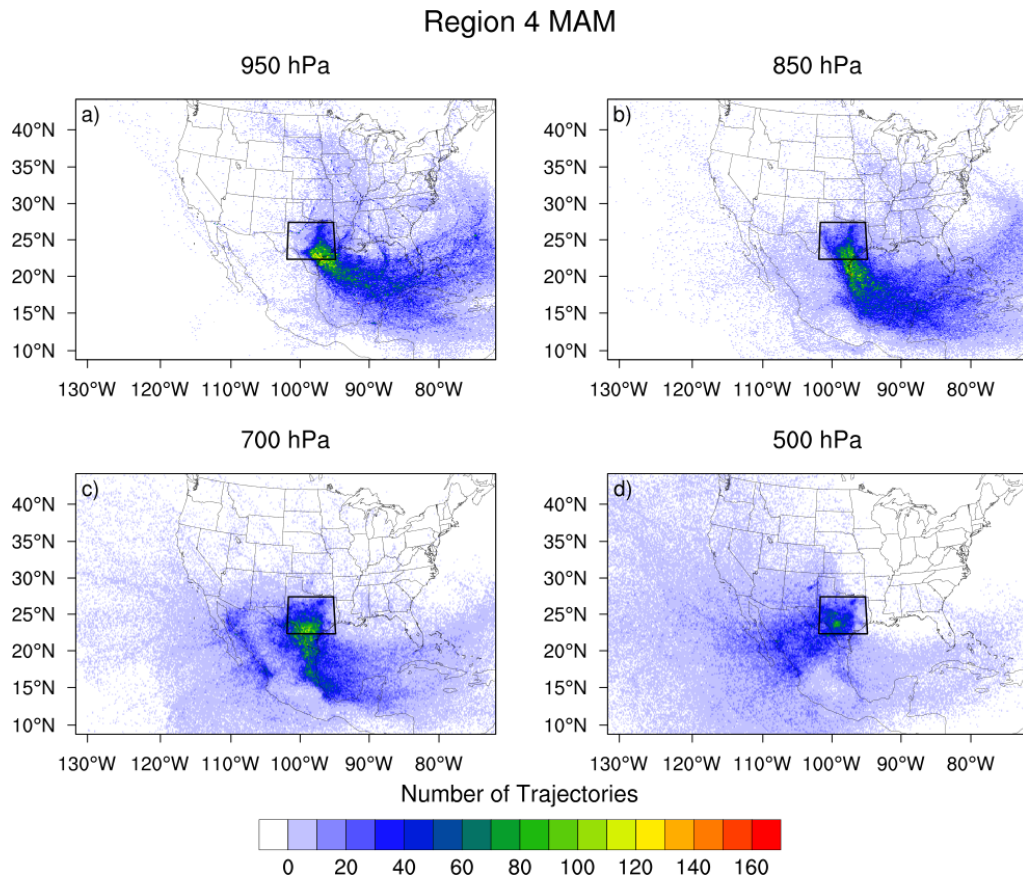 Region 4 MAM
950 hPa
850 hPa
a)
40°N
35°N
30°N
25°N
20°N
15°N
10°N
130°W 120°W 110°W 100°W 90°W 80°W
b)
40°N
35°N
30°N
25°N
20°N
15°N
10°N
130°W 120°W 110°W 100°W 90°W 80°W
700 hPa
500 hPa
c)
40°N
35°N
30°N
25°N
20°N
15°N
10°N
130°W 120°W 110°W 100°W 90°W 80°W
d)
40°N
35°N
30°N
25°N
20°N
15°N
10°N
130°W 120°W 110°W 100°W 90°W 80°W
Number of Trajectories
0 20 40 60 80 100 120 140 160